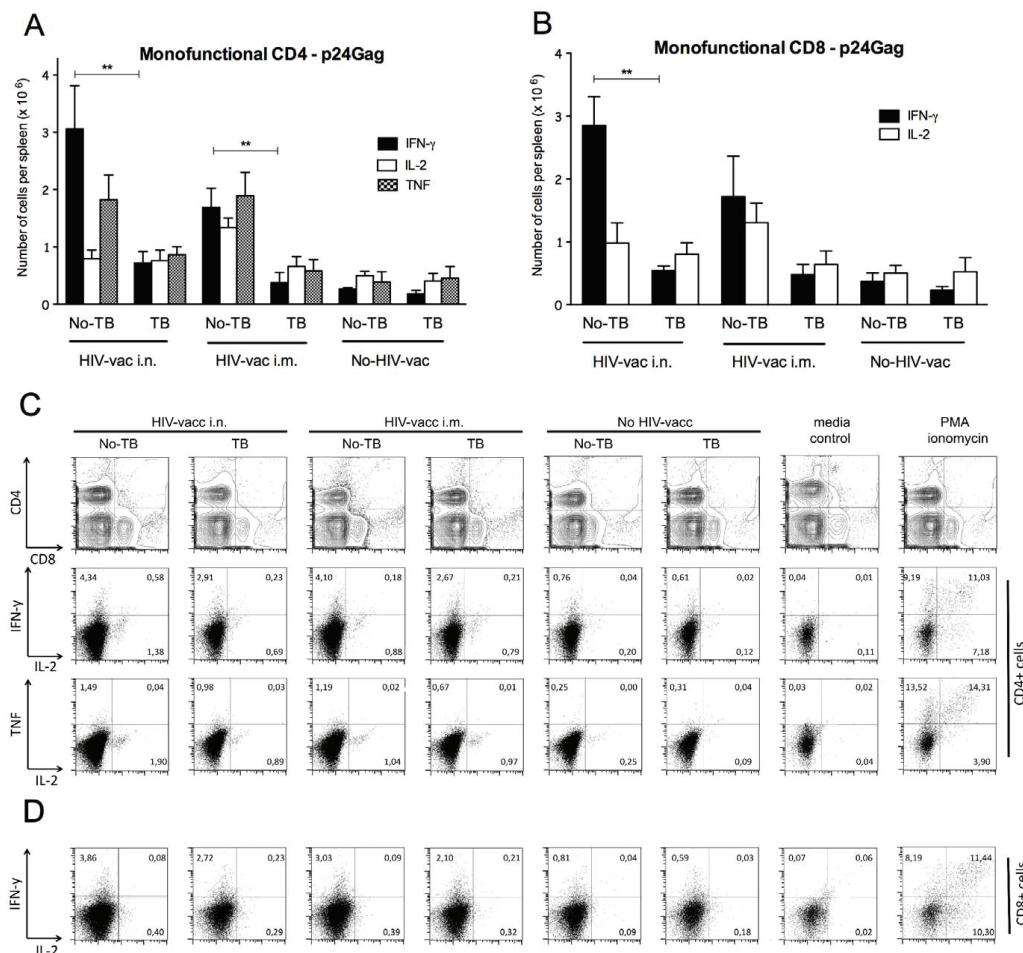 A
Monofunctional CD4 - p24Gag
Number of cells per spleen (x 10 6)
4
3
2
1
0
**
**
IFN-γ
IL-2
TNF
No-TB TB No-TB TB No-TB TB
HIV-vac i.n. HIV-vac i.m. No-HIV-vac
B
Monofunctional CD8 - p24Gag
Number of cells per spleen (x 10 6)
4
3
2
1
0
**
IFN-γ
IL-2
No-TB TB No-TB TB No-TB TB
HIV-vac i.n. HIV-vac i.m. No-HIV-vac
C
HIV-vacc i.n. HIV-vacc i.m. No HIV-vacc media control PMA ionomycin
No-TB TB No-TB TB No-TB TB
CD4
CD8
4,34 0,58 2,91 0,23 4,10 0,18 2,67 0,21 0,76 0,04 0,61 0,02 0,04 0,01 9,19 11,03
IFN-γ
1,38 0,69 0,88 0,79 0,20 0,12 0,11 7,18
IL-2
CD4+ cells
1,49 0,04 0,98 0,03 1,19 0,02 0,67 0,01 0,25 0,00 0,31 0,04 0,03 0,02 13,52 14,31
TNF
1,90 0,89 1,04 0,97 0,25 0,09 0,04 3,90
IL-2
D
3,86 0,08 2,72 0,23 3,03 0,09 2,10 0,21 0,81 0,04 0,59 0,03 0,07 0,06 8,19 11,44
IFN-γ
0,40 0,29 0,39 0,32 0,09 0,18 0,02 10,30
IL-2
CD8+ cells